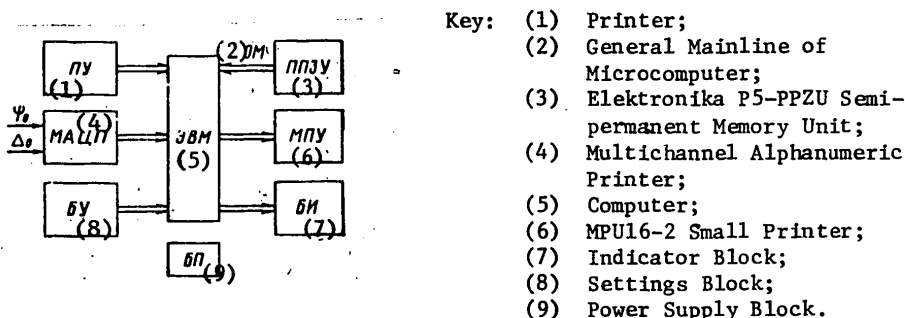 ПУ
(1)
(2) ОМ
ППЗУ
(3)
Ψ₀
Δ₀
(4)
МАЦП
ЭВМ
(5)
МПУ
(6)
БУ
(8)
БИ
(7)
БП
(9)
Key: (1) Printer;
(2) General Mainline of
Microcomputer;
(3) Elektronika P5-PPZU Semi-
permanent Memory Unit;
(4) Multichannel Alphanumeric
Printer;
(5) Computer;
(6) MPU16-2 Small Printer;
(7) Indicator Block;
(8) Settings Block;
(9) Power Supply Block.